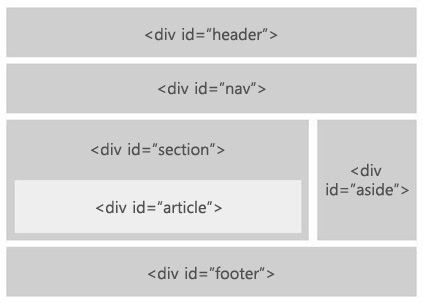 <div id="header">
<div id="nav">
<div id="section">
<div id="article">
<div
id="aside">
<div id="footer">